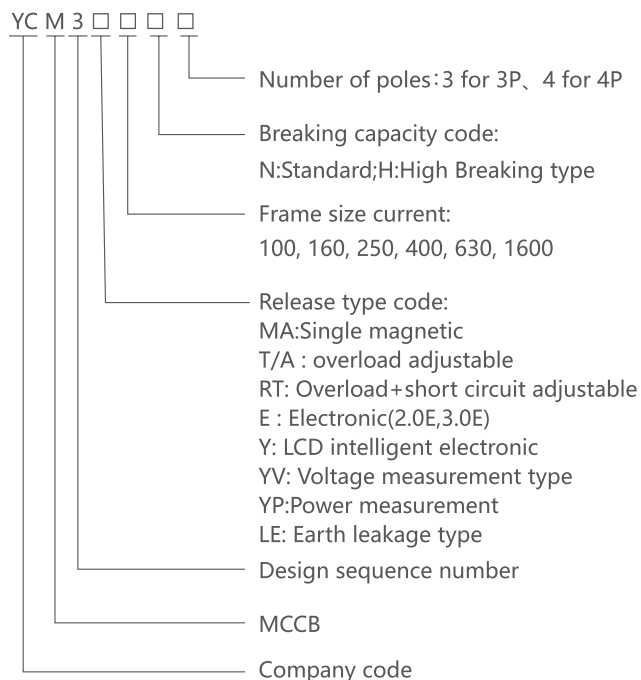 YC M 3 □ □ □ □
Number of poles:3 for 3P、4 for 4P
Breaking capacity code:
N:Standard;H:High Breaking type
Frame size current:
100, 160, 250, 400, 630, 1600
Release type code:
MA:Single magnetic
T/A : overload adjustable
RT: Overload+short circuit adjustable
E : Electronic(2.0E,3.0E)
Y: LCD intelligent electronic
YV: Voltage measurement type
YP:Power measurement
LE: Earth leakage type
Design sequence number
MCCB
Company code